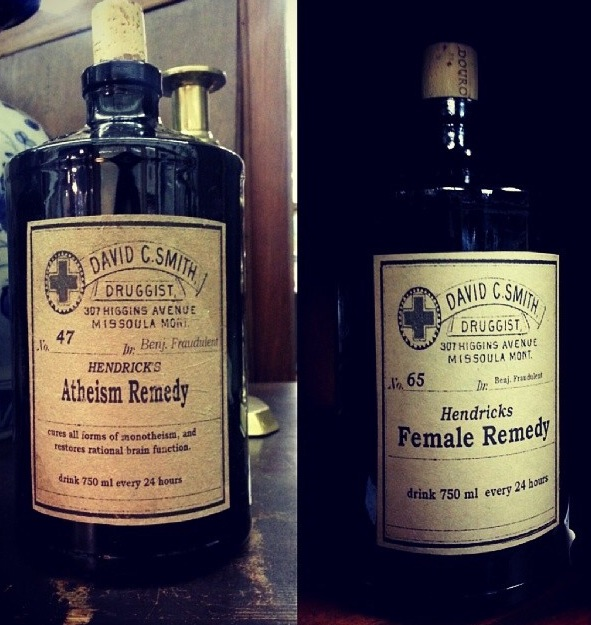 DAVID C. SMITH
DRUGGIST,
307 HIGGINS AVENUE
MISSOULA MONT.
No. 47 Dr. Benj. Fraudulent
HENDRICK'S
Atheism Remedy
cures all forms of monotheism, and
restores rational brain function.
drink 750 ml every 24 hours
DOURO
DAVID C. SMITH
DRUGGIST,
307 HIGGINS AVENUE
MISSOULA MONT.
No. 65 Dr. Benj. Fraudulent
Hendricks
Female Remedy
drink 750 ml every 24 hours